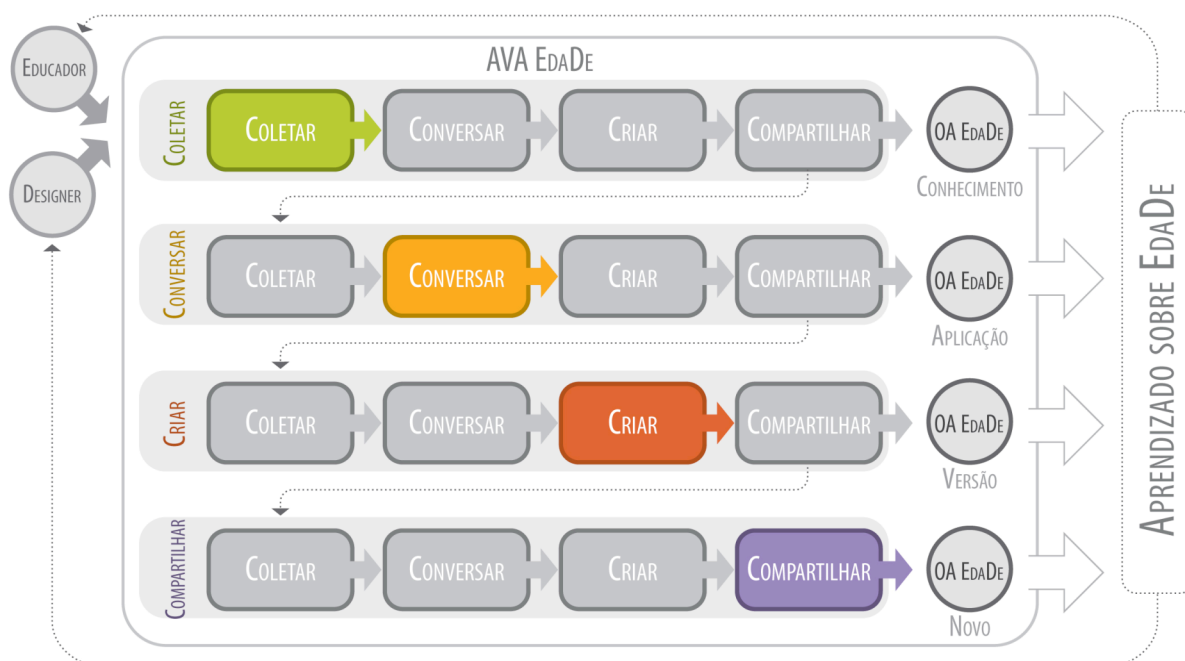 AVA EDADE
EDUCADOR
DESIGNER
COLETAR
COLETAR
CONVERSAR
CRIAR
COMPARTILHAR
OA EDADE
CONHECIMENTO
CONVERSAR
COLETAR
CONVERSAR
CRIAR
COMPARTILHAR
OA EDADE
APLICAÇÃO
CRIAR
COLETAR
CONVERSAR
CRIAR
COMPARTILHAR
OA EDADE
VERSÃO
COMPARTILHAR
COLETAR
CONVERSAR
CRIAR
COMPARTILHAR
OA EDADE
NOVO
APRENDIZADO SOBRE EDADE